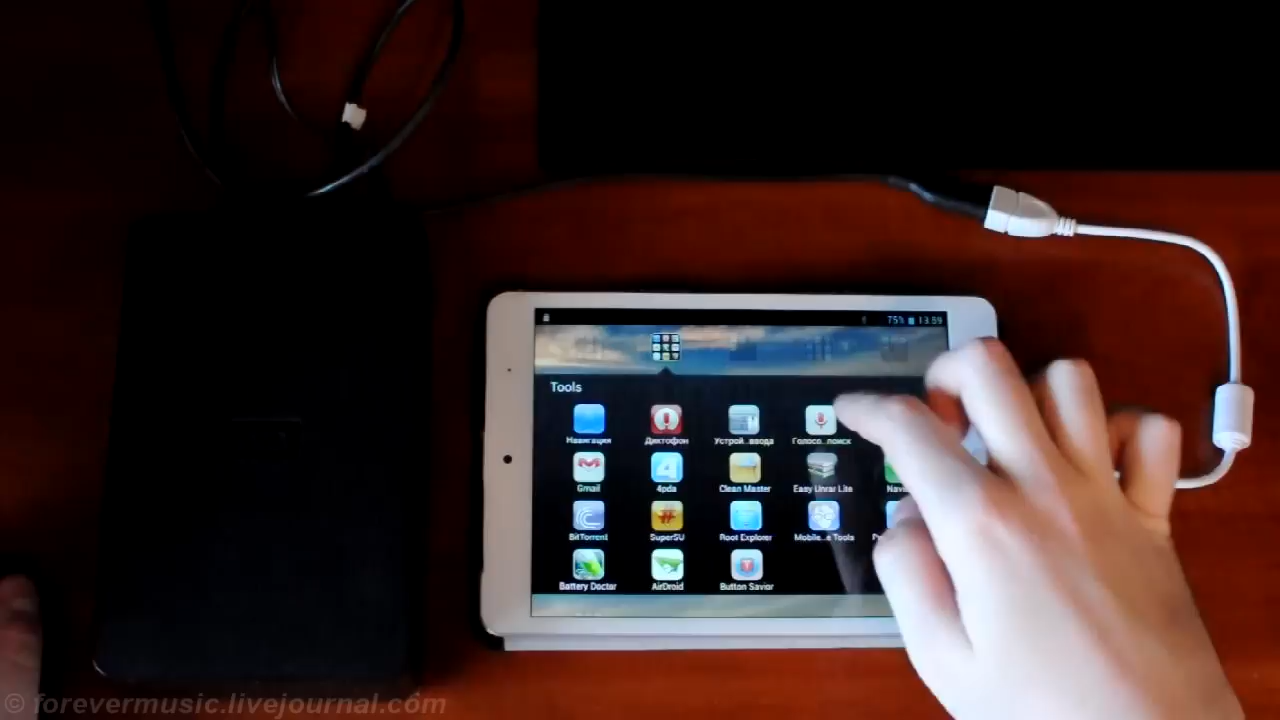 75% 13:59
Tools
Навигация Диктофон Устрой..ввода Голосо..поиск
Gmail 4pda Clean Master Easy Unrar Lite Navi
BitTorrent SuperSU Root Explorer Mobile...e Tools
Battery Doctor AirDroid Button Savior
© forevermusic.livejournal.com